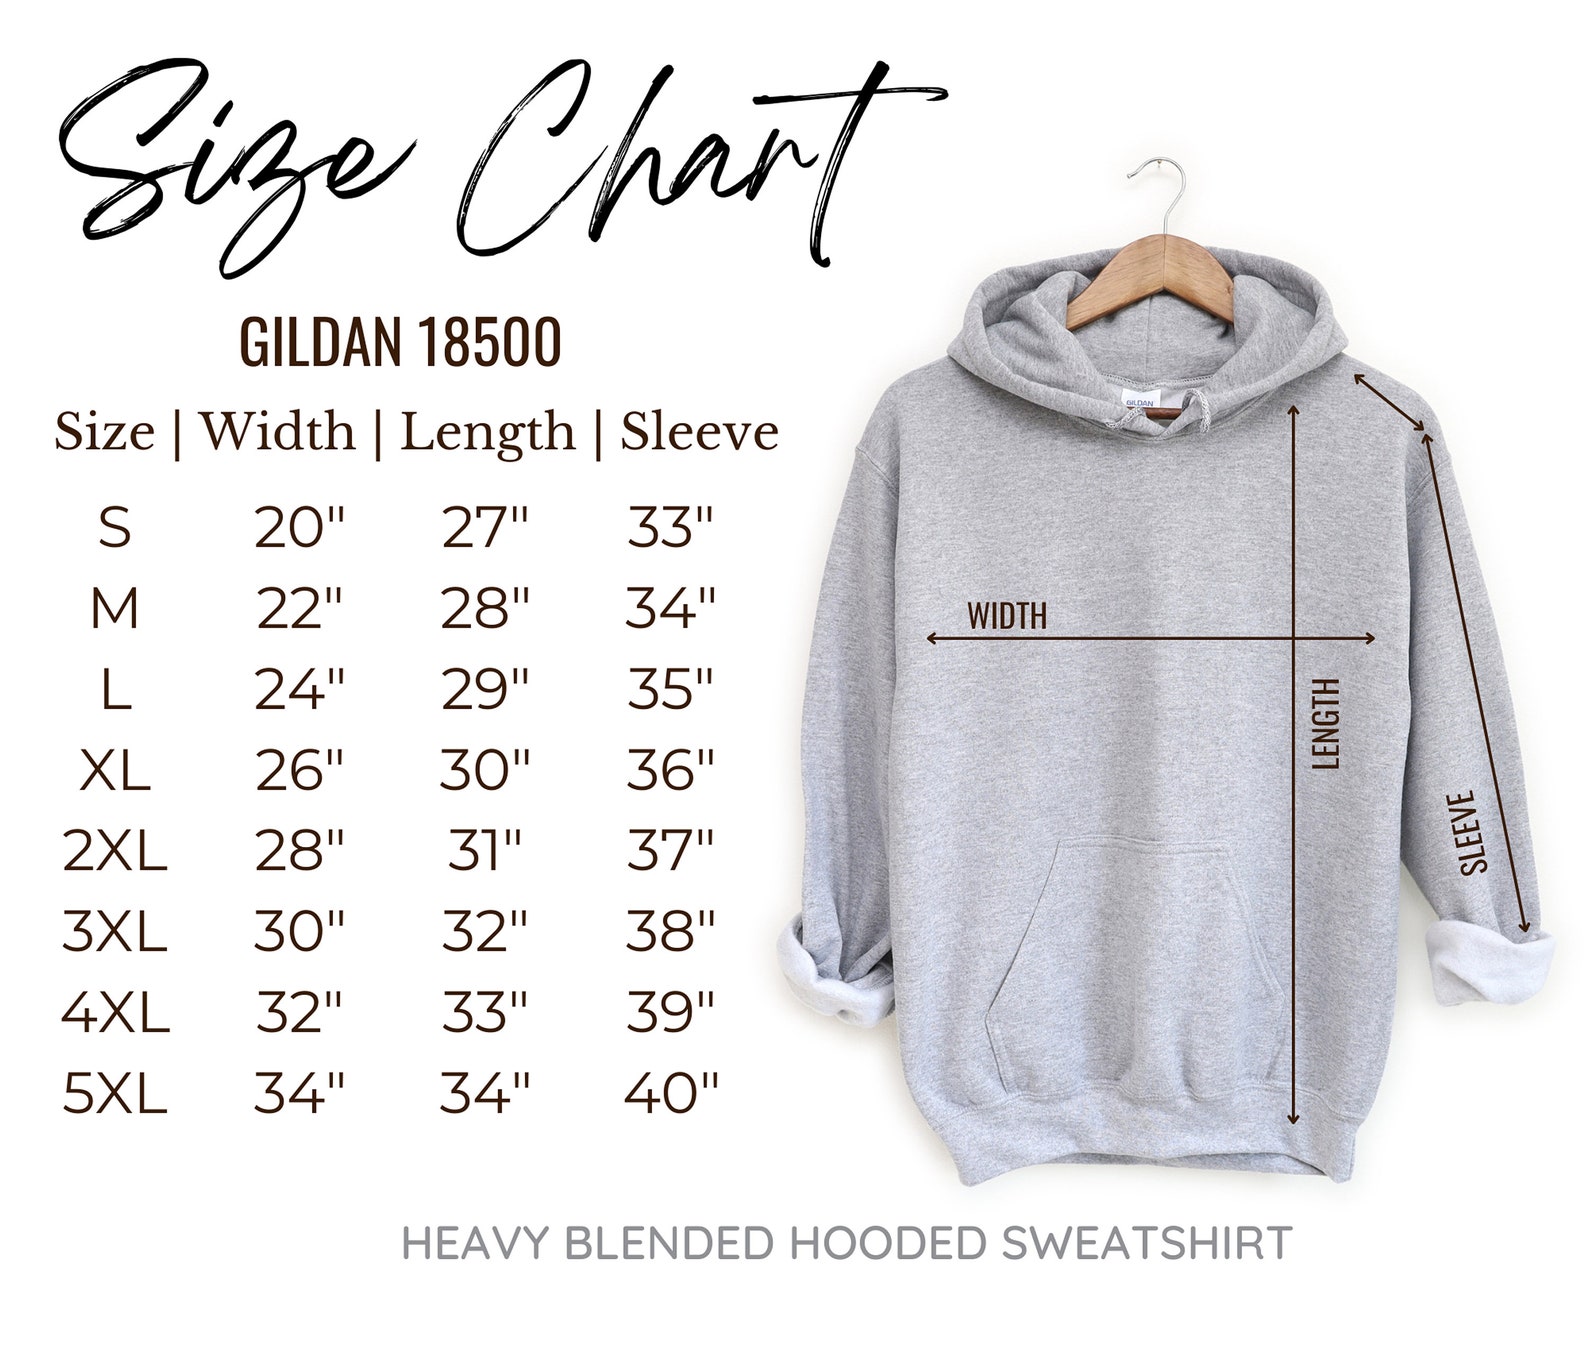 Size Chart
GILDAN 18500
Size | Width | Length | Sleeve
S 20" 27" 33"
M 22" 28" 34"
L 24" 29" 35"
XL 26" 30" 36"
2XL 28" 31" 37"
3XL 30" 32" 38"
4XL 32" 33" 39"
5XL 34" 34" 40"
GILDAN
WIDTH
LENGTH
SLEEVE
HEAVY BLENDED HOODED SWEATSHIRT